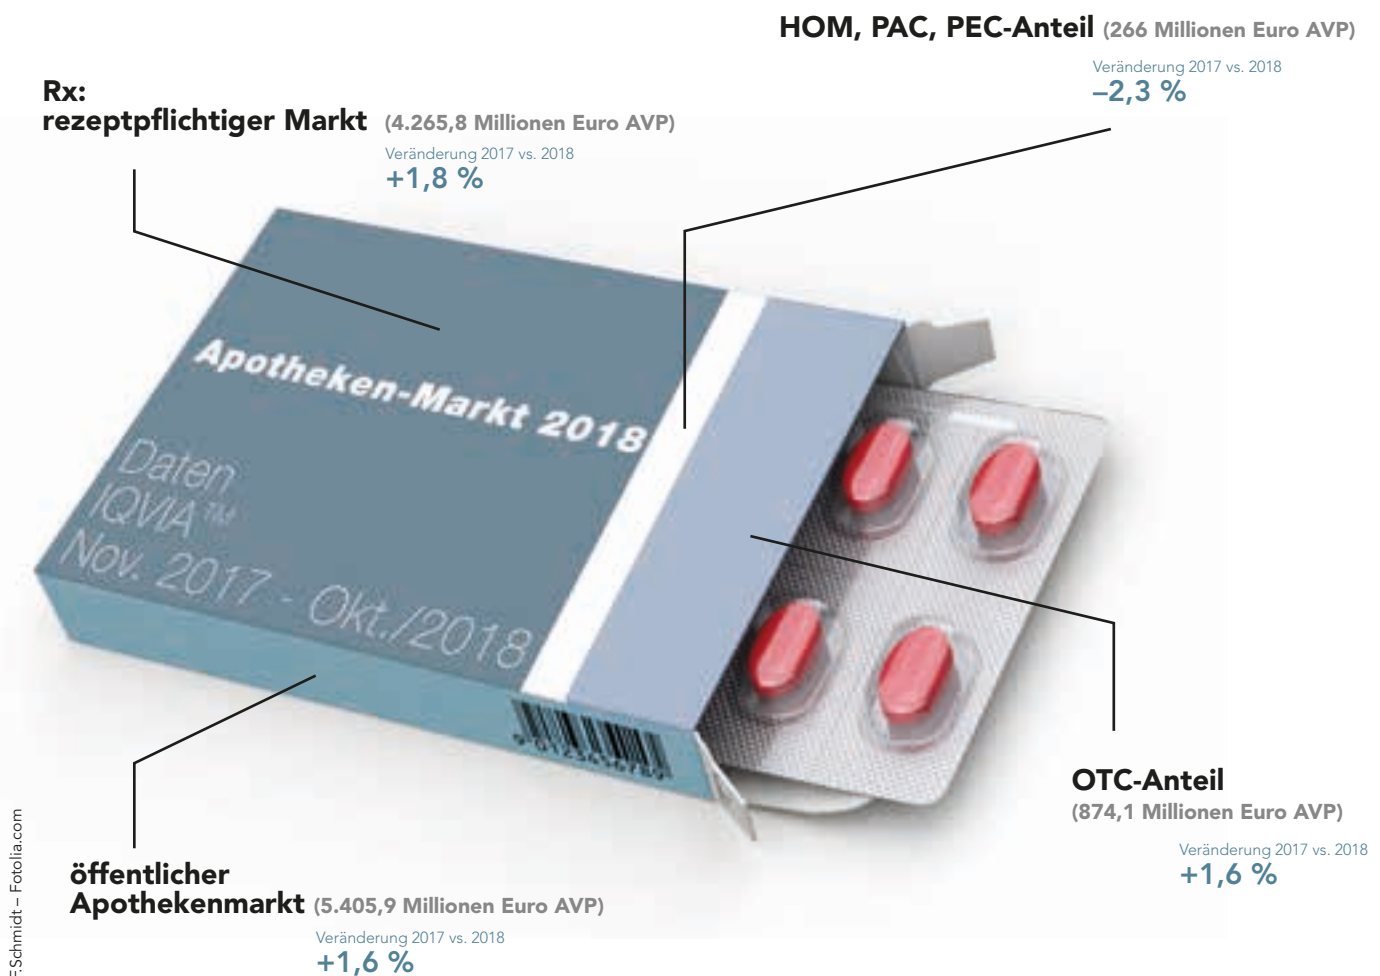 HOM, PAC, PEC-Anteil (266 Millionen Euro AVP)
Veränderung 2017 vs. 2018
–2,3 %
Rx:
rezeptpflichtiger Markt (4.265,8 Millionen Euro AVP)
Veränderung 2017 vs. 2018
+1,8 %
Apotheken-Markt 2018
Daten
IQVIA™
Nov. 2017 - Okt./2018
9 0123456789
OTC-Anteil
(874,1 Millionen Euro AVP)
Veränderung 2017 vs. 2018
+1,6 %
öffentlicher
Apothekenmarkt (5.405,9 Millionen Euro AVP)
Veränderung 2017 vs. 2018
+1,6 %
F.Schmidt – Fotolia.com